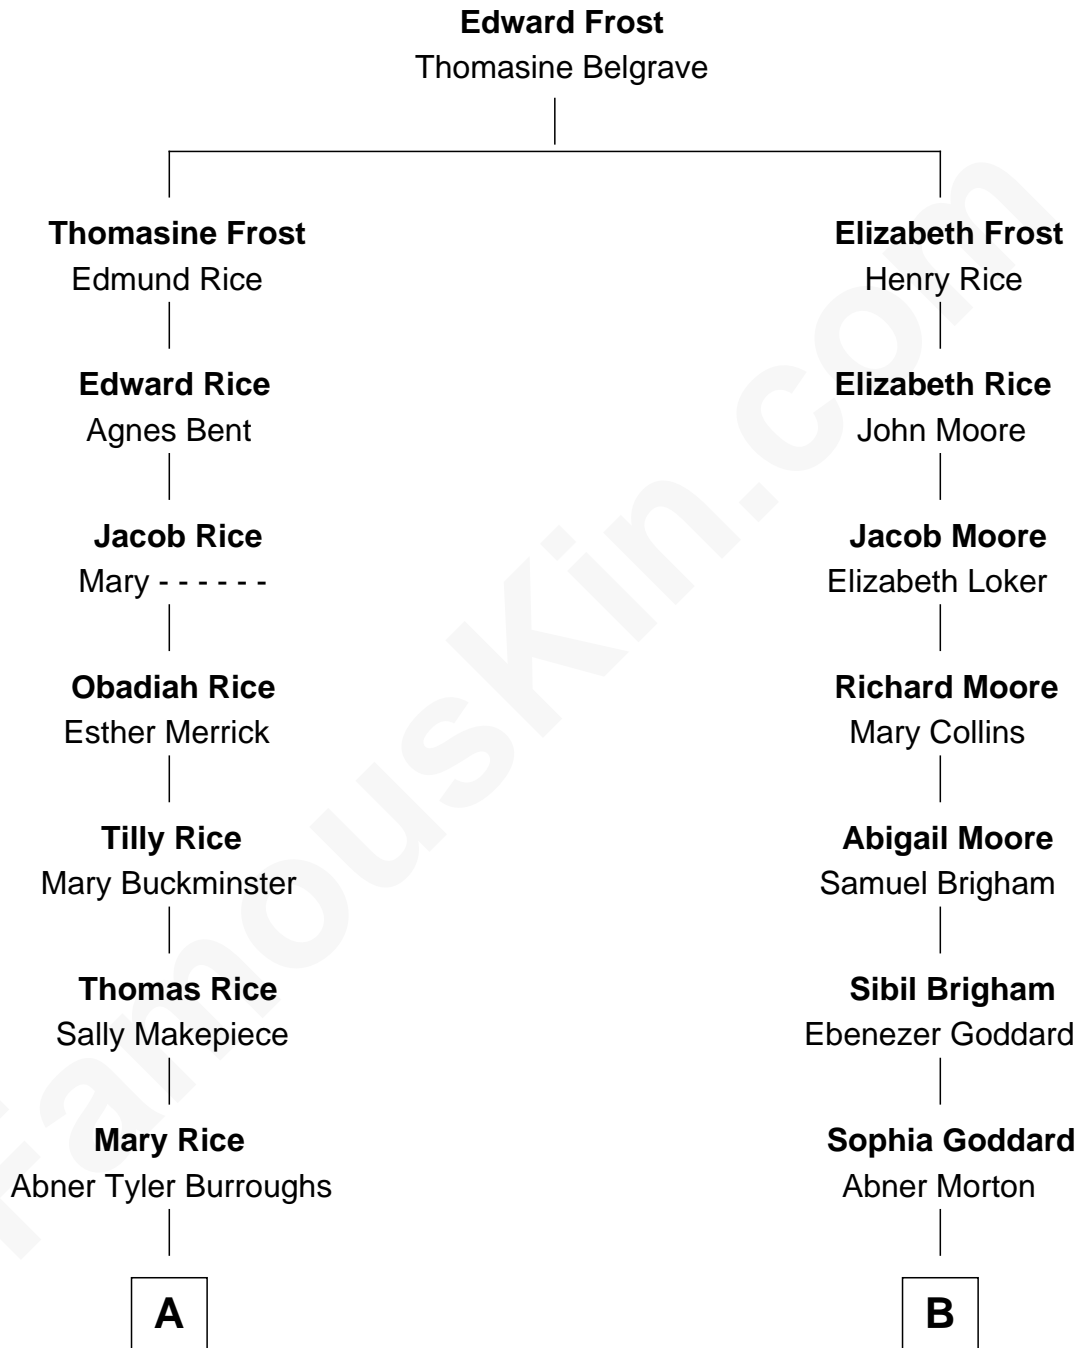 Edward Frost
Thomasine Belgrave
Thomasine Frost
Edmund Rice
Elizabeth Frost
Henry Rice
Edward Rice
Agnes Bent
Elizabeth Rice
John Moore
Jacob Rice
Mary - - - - - -
Jacob Moore
Elizabeth Loker
Obadiah Rice
Esther Merrick
Richard Moore
Mary Collins
Tilly Rice
Mary Buckminster
Abigail Moore
Samuel Brigham
Thomas Rice
Sally Makepiece
Sibil Brigham
Ebenezer Goddard
Mary Rice
Abner Tyler Burroughs
Sophia Goddard
Abner Morton
A
B
FamousKin.com